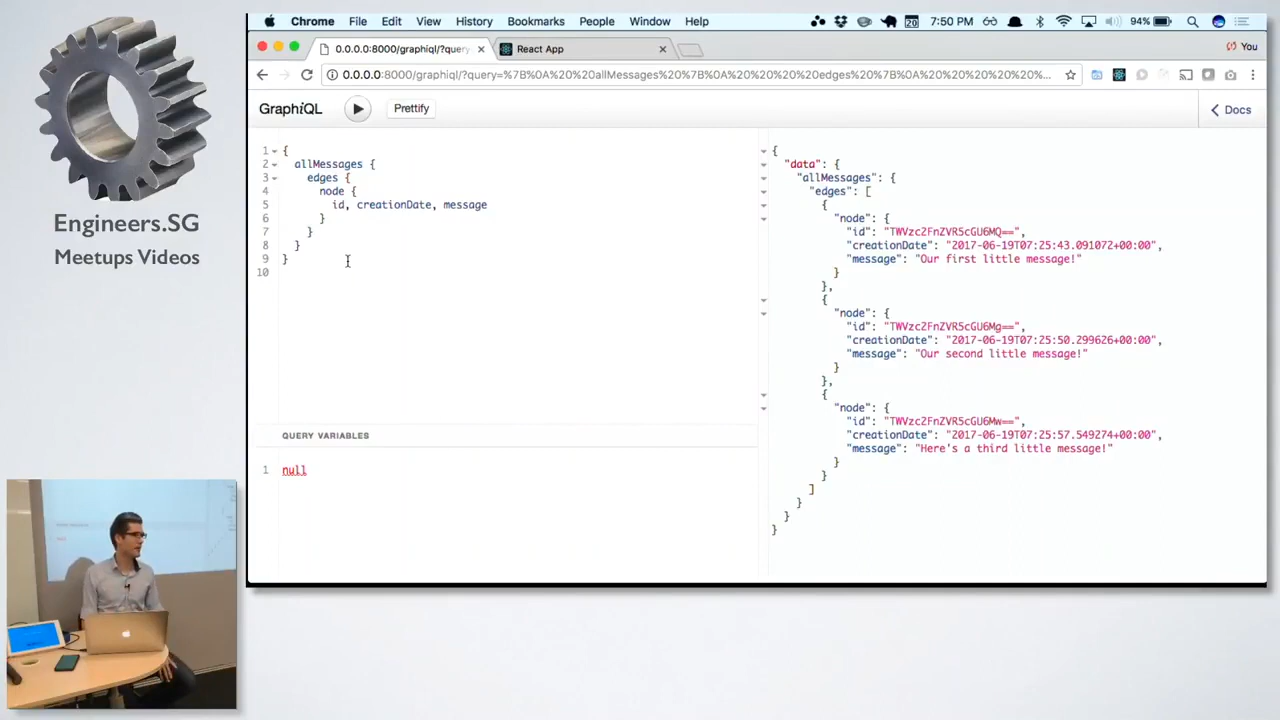 Engineers.SG
Meetups Videos
Chrome File Edit View History Bookmarks People Window Help
20 7:50 PM 94%
0.0.0.0:8000/graphiql/?query
React App
You
0.0.0.0:8000/graphiql/?query=%7B%0A%20%20allMessages%20%7B%0A%20%20%20%20edges%20%7B%0A%20%20%20%20%20%20...
GraphiQL
Prettify
Docs
1 {
2 allMessages {
3 edges {
4 node {
5 id, creationDate, message
6 }
7 }
8 }
9 }
10
QUERY VARIABLES
1 null
{
"data": {
"allMessages": {
"edges": [
{
"node": {
"id": "TWVzc2FnZVR5cGU6MQ==",
"creationDate": "2017-06-19T07:25:43.091072+00:00",
"message": "Our first little message!"
}
},
{
"node": {
"id": "TWVzc2FnZVR5cGU6Mg==",
"creationDate": "2017-06-19T07:25:50.299626+00:00",
"message": "Our second little message!"
}
},
{
"node": {
"id": "TWVzc2FnZVR5cGU6Mw==",
"creationDate": "2017-06-19T07:25:57.549274+00:00",
"message": "Here's a third little message!"
}
}
]
}
}
}